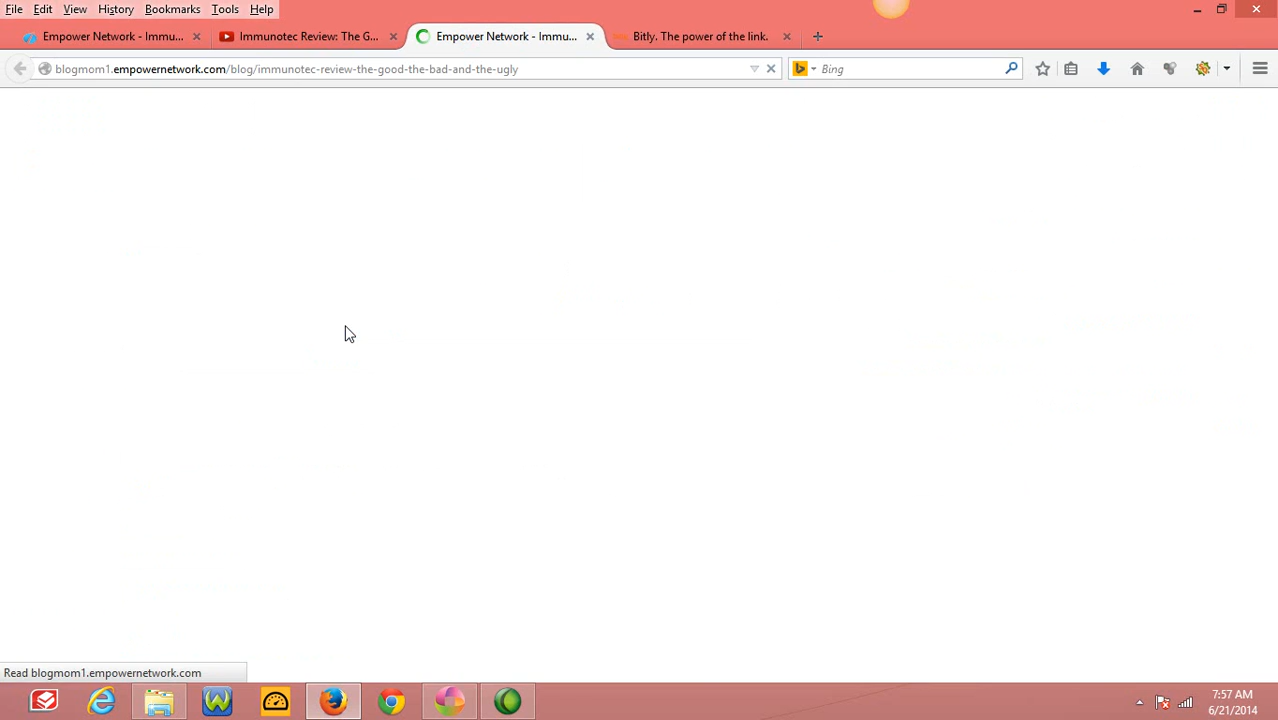 File Edit View History Bookmarks Tools Help
Empower Network - Immu... Immunotec Review: The G... Empower Network - Immu... Bitly. The power of the link.
blogmom1.empowernetwork.com/blog/immunotec-review-the-good-the-bad-and-the-ugly Bing
Read blogmom1.empowernetwork.com
7:57 AM
6/21/2014